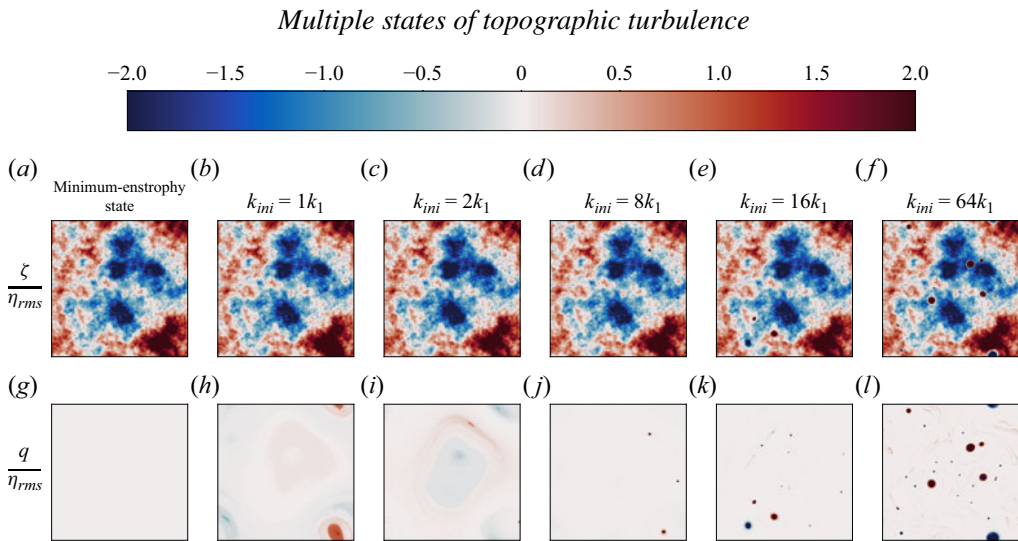 Multiple states of topographic turbulence
−2.0 −1.5 −1.0 −0.5 0 0.5 1.0 1.5 2.0
(a) (b) (c) (d) (e) (f)
Minimum-enstrophy
state
k_ini = 1k_1 k_ini = 2k_1 k_ini = 8k_1 k_ini = 16k_1 k_ini = 64k_1
ζ
η_rms
(g) (h) (i) (j) (k) (l)
q
η_rms